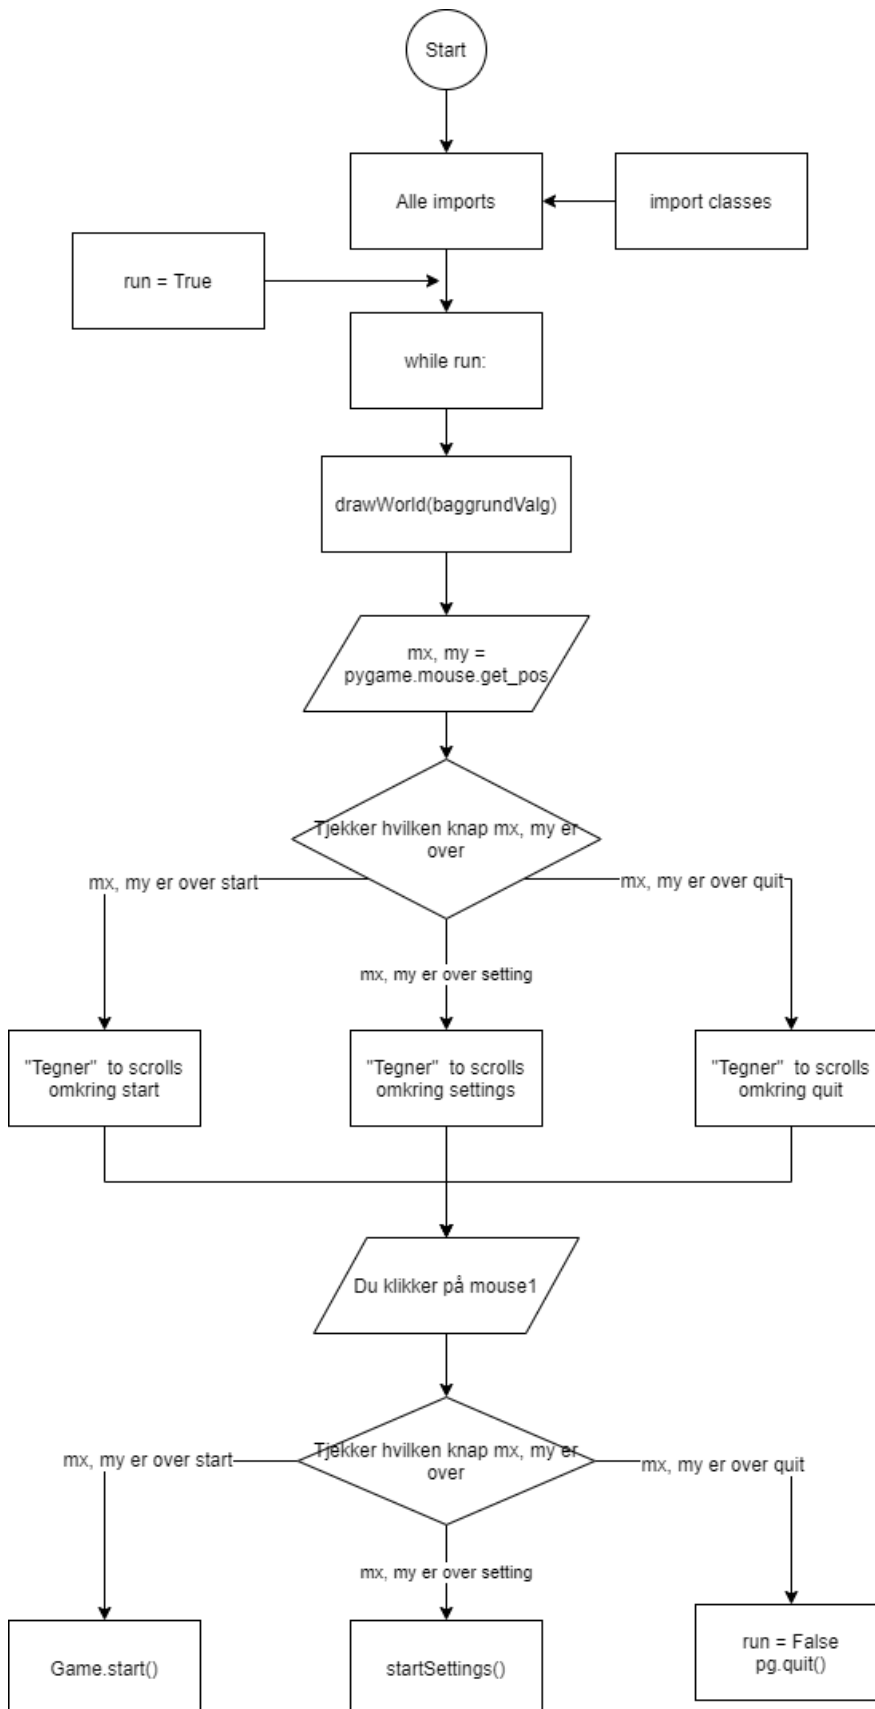 Start
Alle imports
import classes
run = True
while run:
drawWorld(baggrundValg)
mx, my =
pygame.mouse.get_pos
Tjekker hvilken knap mx, my er
over
mx, my er over start
mx, my er over quit
mx, my er over setting
"Tegner" to scrolls
omkring start
"Tegner" to scrolls
omkring settings
"Tegner" to scrolls
omkring quit
Du klikker på mouse1
Tjekker hvilken knap mx, my er
over
mx, my er over start
mx, my er over quit
mx, my er over setting
Game.start()
startSettings()
run = False
pg.quit()